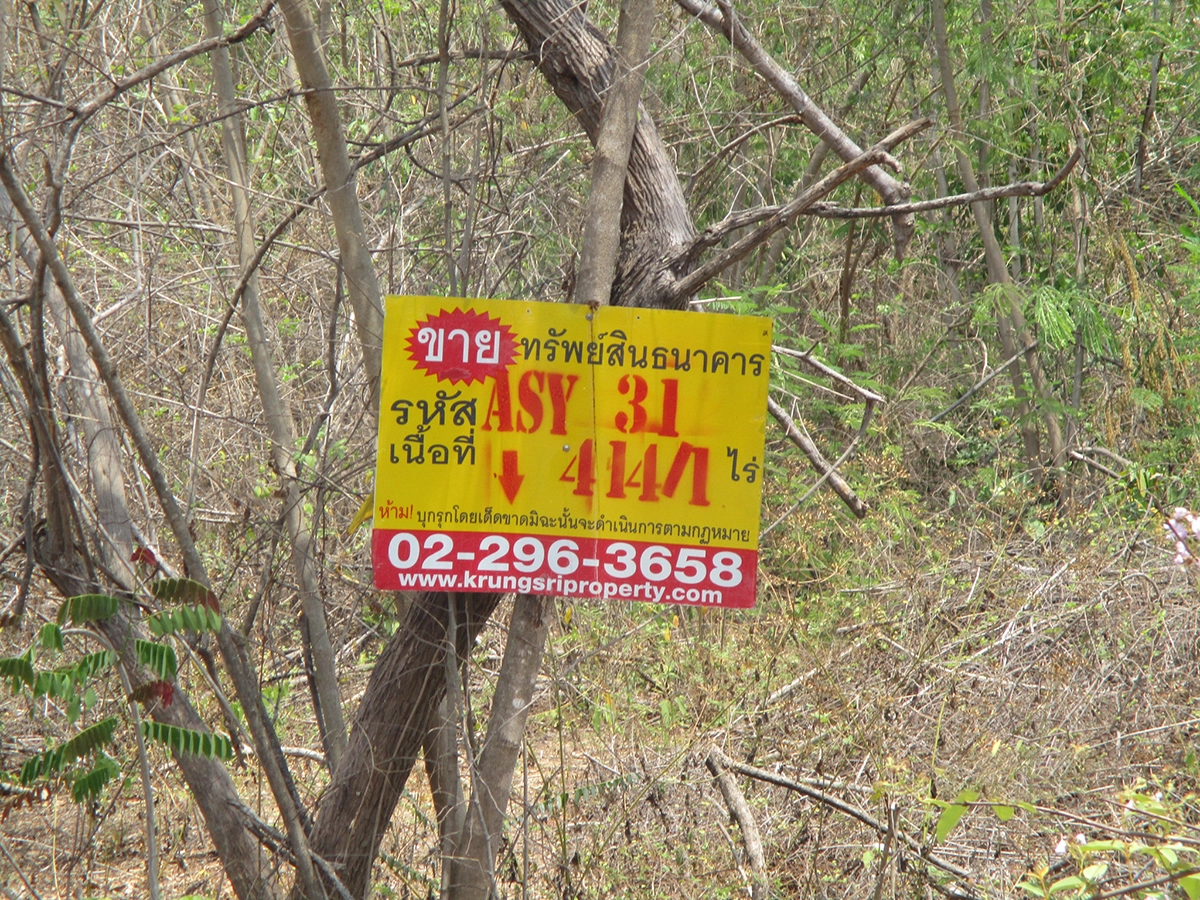 ขาย ทรัพย์สินธนาคาร
รหัส ASY 31
เนื้อที่ 414/1 ไร่
ห้าม! บุกรุกโดยเด็ดขาดมิฉะนั้นจะดำเนินการตามกฎหมาย
02-296-3658
www.krungsriproperty.com